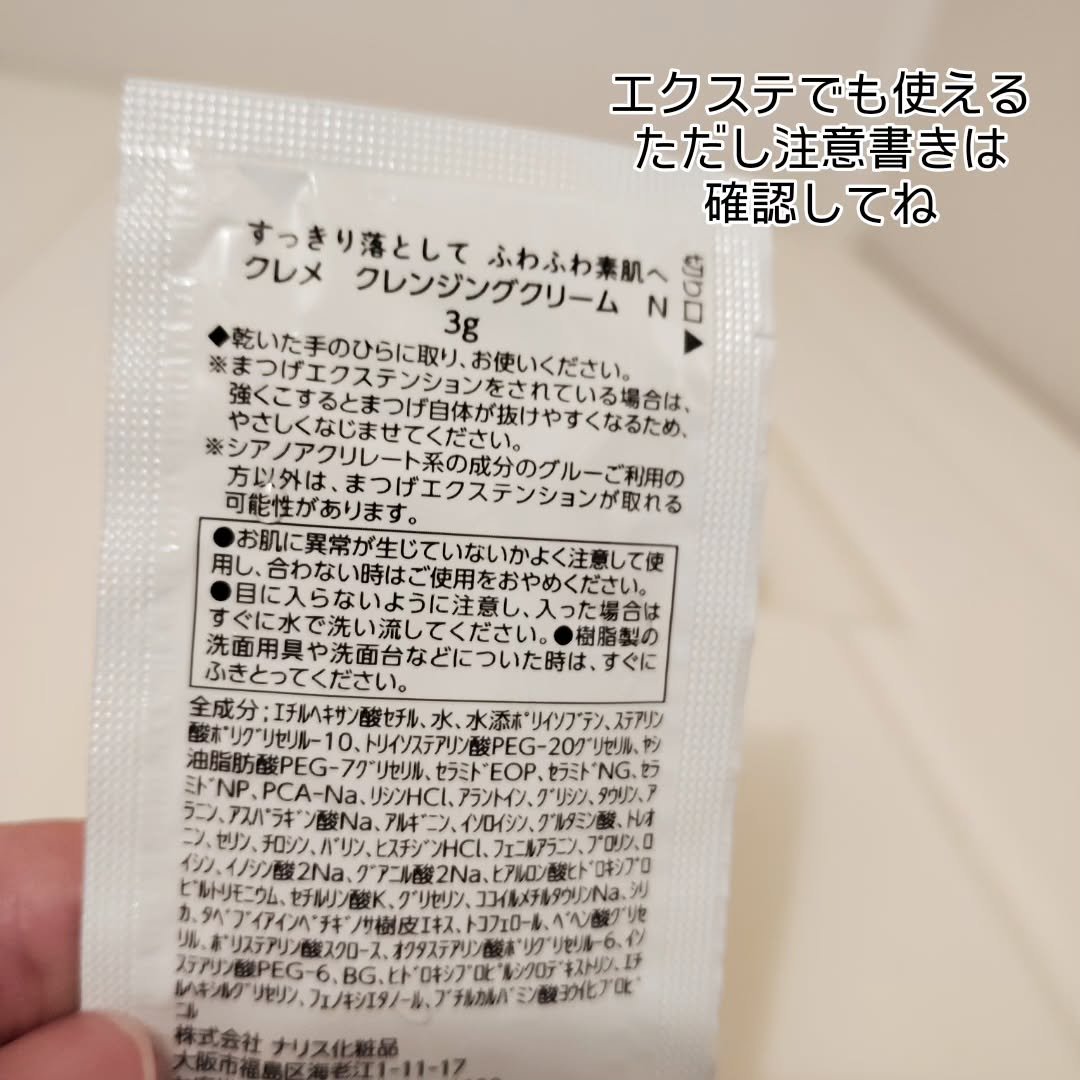 エクステでも使える
ただし注意書きは
確認してね
切り口
すっきり落として ふわふわ素肌へ
クレメ クレンジングクリーム N
3g
◆乾いた手のひらに取り、お使いください。
※まつげエクステンションをされている場合は、
強くこするとまつげ自体が抜けやすくなるため、
やさしくなじませてください。
※シアノアクリレート系の成分のグルーご利用の
方以外は、まつげエクステンションが取れる
可能性があります。
●お肌に異常が生じていないかよく注意して使
用し、合わない時はご使用をおやめください。
●目に入らないように注意し、入った場合は
すぐに水で洗い流してください。●樹脂製の
洗面用具や洗面台などについた時は、すぐに
ふきとってください。
全成分;エチルヘキサン酸セチル、水、水添ポリイソブテン、ステアリン
酸ポリグリセリル-10、トリイソステアリン酸PEG-20グリセリル、ヤシ
油脂肪酸PEG-7グリセリル、セラミドEOP、セラミドNG、セラ
ミドNP、PCA-Na、リシンHCl、アラントイン、グリシン、タウリン、ア
ラニン、アスパラギン酸Na、アルギニン、イソロイシン、グルタミン酸、トレオ
ニン、セリン、チロシン、バリン、ヒスチジンHCl、フェニルアラニン、プロリン、ロ
イシン、イノシン酸2Na、グアニル酸2Na、ヒアルロン酸ヒドロキシプロ
ピルトリモニウム、セチルリン酸K、グリセリン、ココイルメチルタウリンNa、シリ
カ、タベブイアインペチギノサ樹皮エキス、トコフェロール、ベヘン酸グリセ
リル、ポリステアリン酸スクロース、オクタステアリン酸ポリグリセリル-6、イソ
ステアリン酸PEG-6、BG、ヒドロキシプロピルシクロデキストリン、エチ
ルヘキシルグリセリン、フェノキシエタノール、ブチルカルバミン酸ヨウ化プロピ
ニル
株式会社 ナリス化粧品
大阪市福島区海老江1-11-17